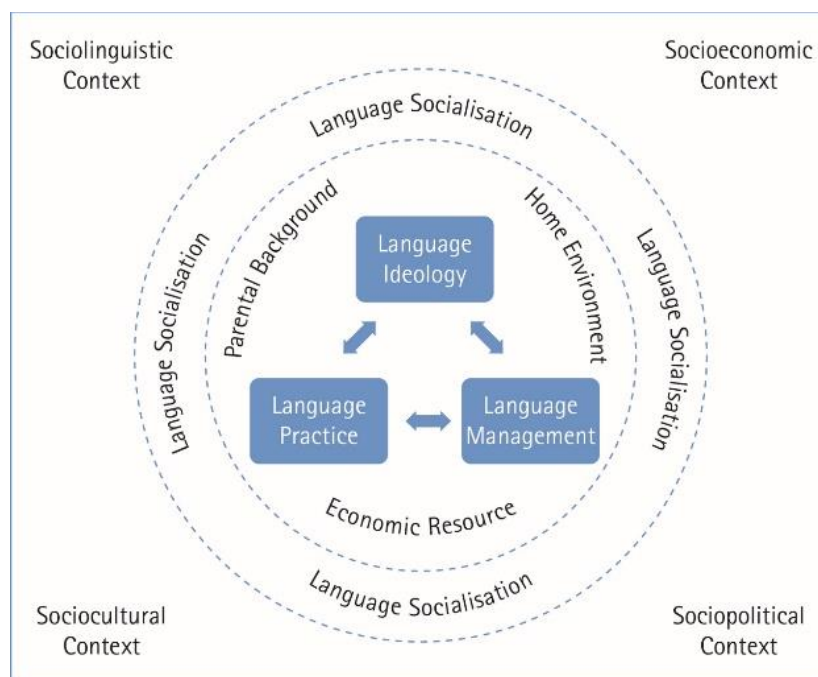 Sociolinguistic
Context
Socioeconomic
Context
Language Socialisation
Parental Background
Home Environment
Language Socialisation
Language Socialisation
Language
Ideology
Language
Practice
Language
Management
Economic Resource
Language Socialisation
Sociocultural
Context
Sociopolitical
Context